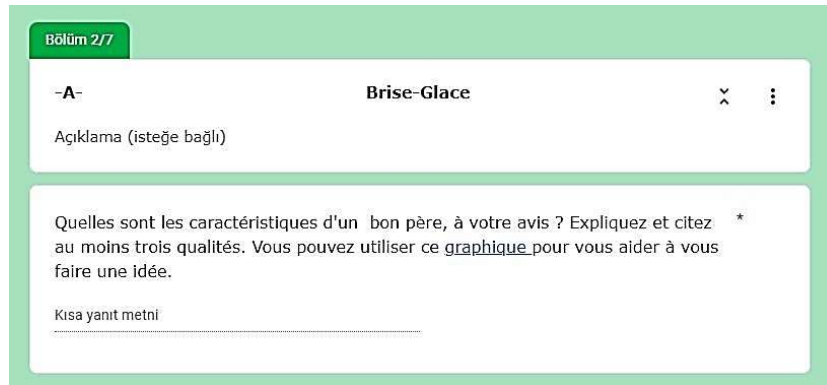 Bölüm 2/7
-A- Brise-Glace
Açıklama (isteğe bağlı)
Quelles sont les caractéristiques d'un bon père, à votre avis ? Expliquez et citez *
au moins trois qualités. Vous pouvez utiliser ce graphique pour vous aider à vous
faire une idée.
Kısa yanıt metni